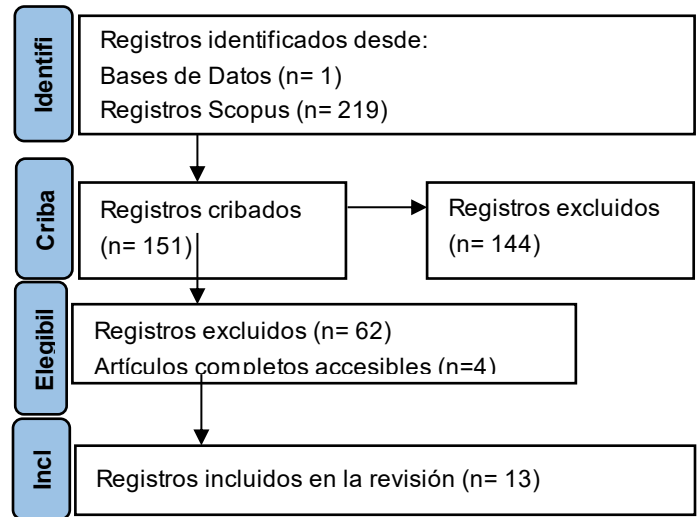 Identifi
Registros identificados desde:
Bases de Datos (n= 1)
Registros Scopus (n= 219)
Criba
Registros cribados
(n= 151)
Registros excluidos
(n= 144)
Elegibil
Registros excluidos (n= 62)
Artículos completos accesibles (n=4)
Incl
Registros incluidos en la revisión (n= 13)